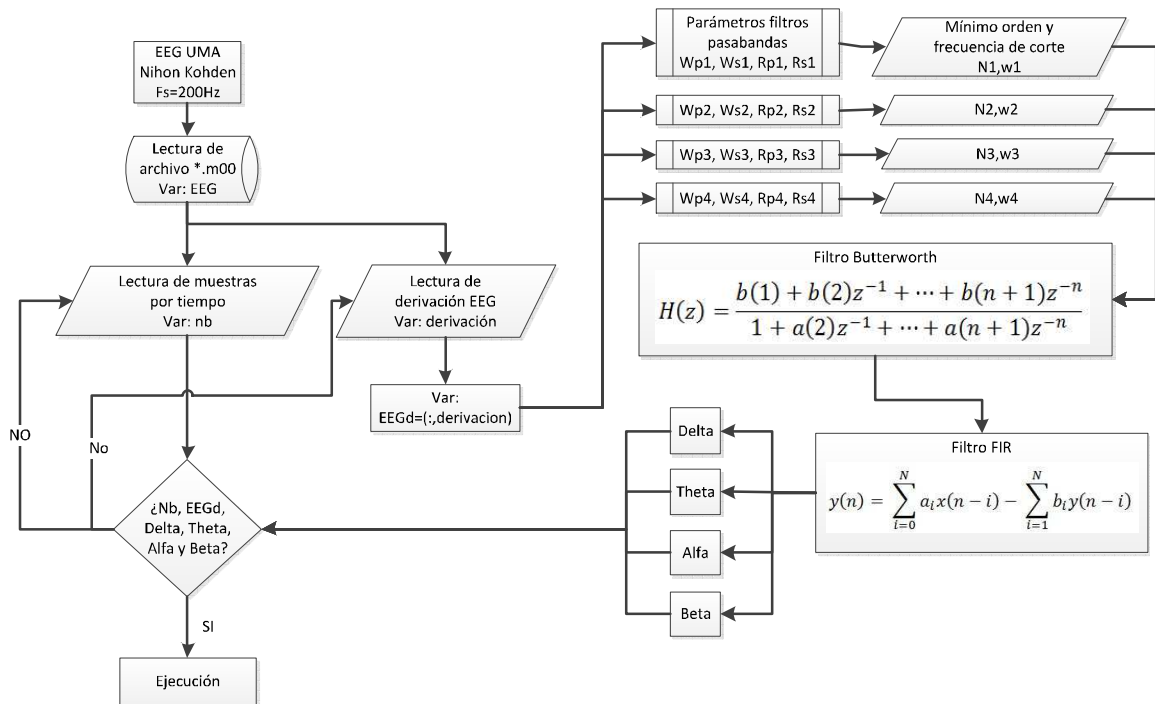 EEG UMA
Nihon Kohden
Fs=200Hz
Lectura de
archivo *.m00
Var: EEG
Lectura de muestras
por tiempo
Var: nb
Lectura de
derivación EEG
Var: derivación
Var:
EEGd=(:,derivacion)
Parámetros filtros
pasabandas
Wp1, Ws1, Rp1, Rs1
Mínimo orden y
frecuencia de corte
N1,w1
Wp2, Ws2, Rp2, Rs2
N2,w2
Wp3, Ws3, Rp3, Rs3
N3,w3
Wp4, Ws4, Rp4, Rs4
N4,w4
Filtro Butterworth
H(z) = \frac{b(1) + b(2)z^{-1} + ⋯ + b(n + 1)z^{-n}}{1 + a(2)z^{-1} + ⋯ + a(n + 1)z^{-n}}
Filtro FIR
y(n) = \sum_{i=0}^{N} a_i x(n − i) − \sum_{i=1}^{N} b_i y(n − i)
Delta
Theta
Alfa
Beta
NO
No
¿Nb, EEGd,
Delta, Theta,
Alfa y Beta?
SI
Ejecución